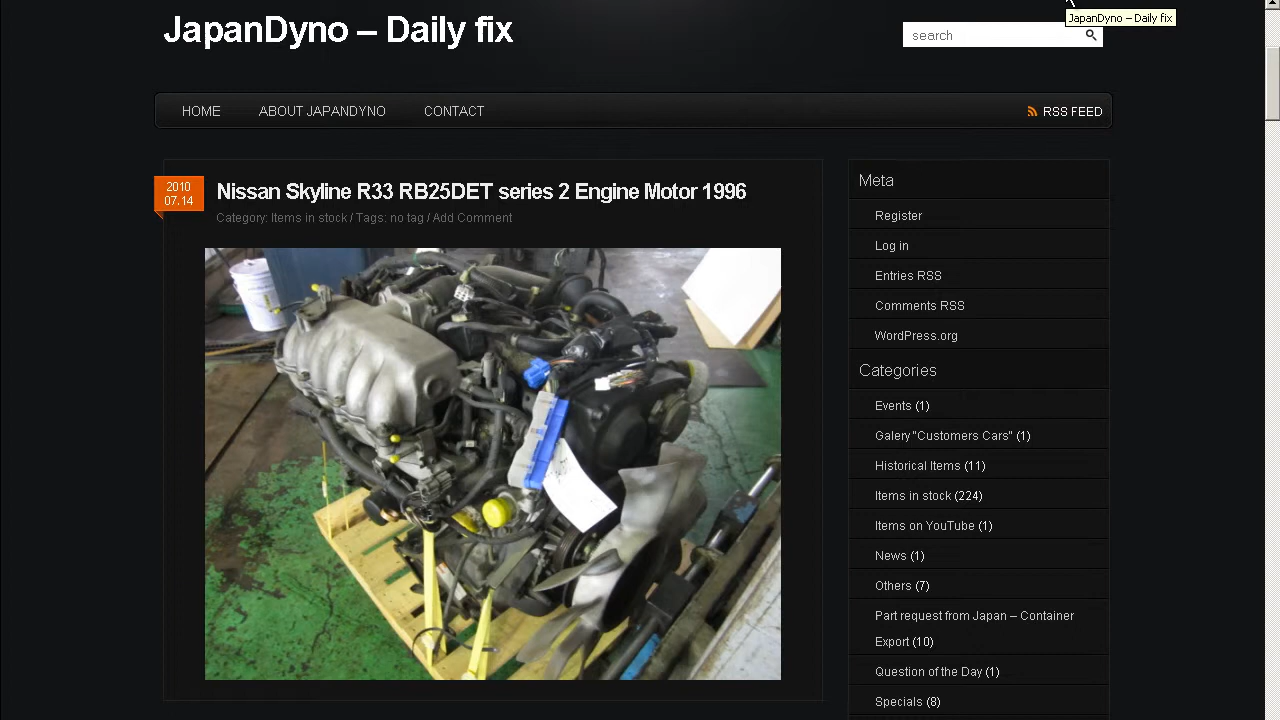 JapanDyno – Daily fix
JapanDyno – Daily fix
search
HOME
ABOUT JAPANDYNO
CONTACT
RSS FEED
2010
07.14
Nissan Skyline R33 RB25DET series 2 Engine Motor 1996
Category: Items in stock / Tags: no tag / Add Comment
Meta
Register
Log in
Entries RSS
Comments RSS
WordPress.org
Categories
Events (1)
Galery"Customers Cars" (1)
Historical Items (11)
Items in stock (224)
Items on YouTube (1)
News (1)
Others (7)
Part request from Japan – Container
Export (10)
Question of the Day (1)
Specials (8)